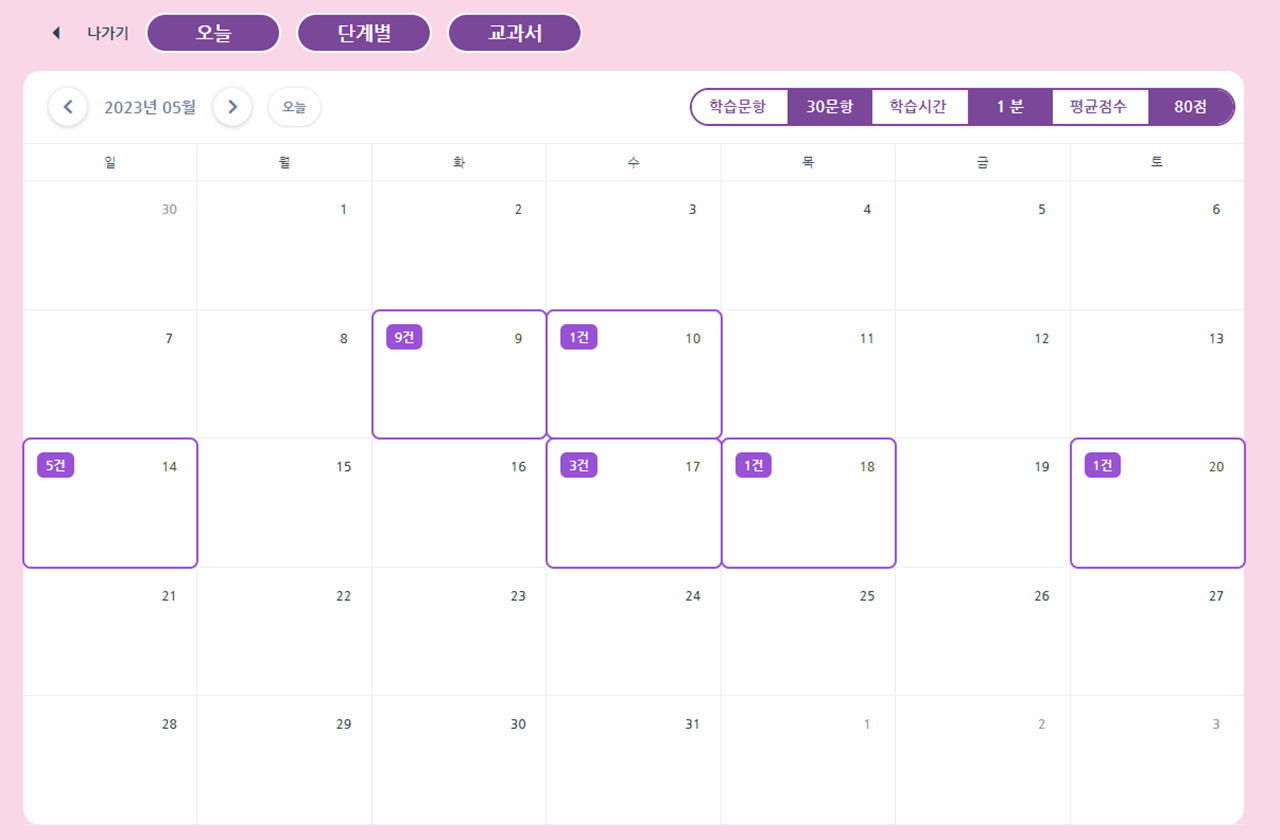 나가기 오늘 단계별 교과서
2023년 05월 오늘 학습문항 30문항 학습시간 1 분 평균점수 80점
일 월 화 수 목 금 토
30 1 2 3 4 5 6
7 8 9건 9 1건 10 11 12 13
5건 14 15 16 3건 17 1건 18 19 1건 20
21 22 23 24 25 26 27
28 29 30 31 1 2 3